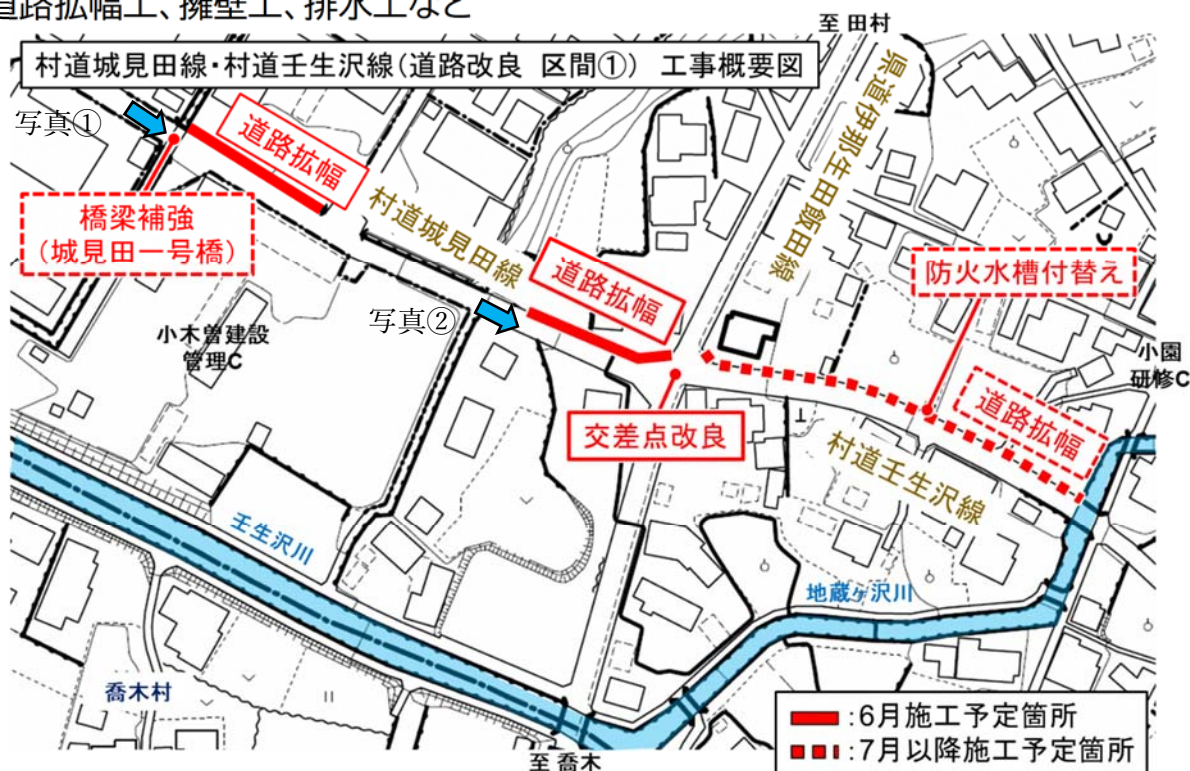 道路拡幅工、擁壁工、排水工など
至 田村
村道城見田線・村道壬生沢線(道路改良 区間①) 工事概要図
写真①
道路拡幅
県道伊那生田飯田線
橋梁補強
(城見田一号橋)
村道城見田線
道路拡幅
防火水槽付替え
写真②
小木曽建設
管理C
小園
研修C
道路拡幅
交差点改良
村道壬生沢線
壬生沢川
地蔵ヶ沢川
喬木村
:6月施工予定箇所
:7月以降施工予定箇所
至 喬木